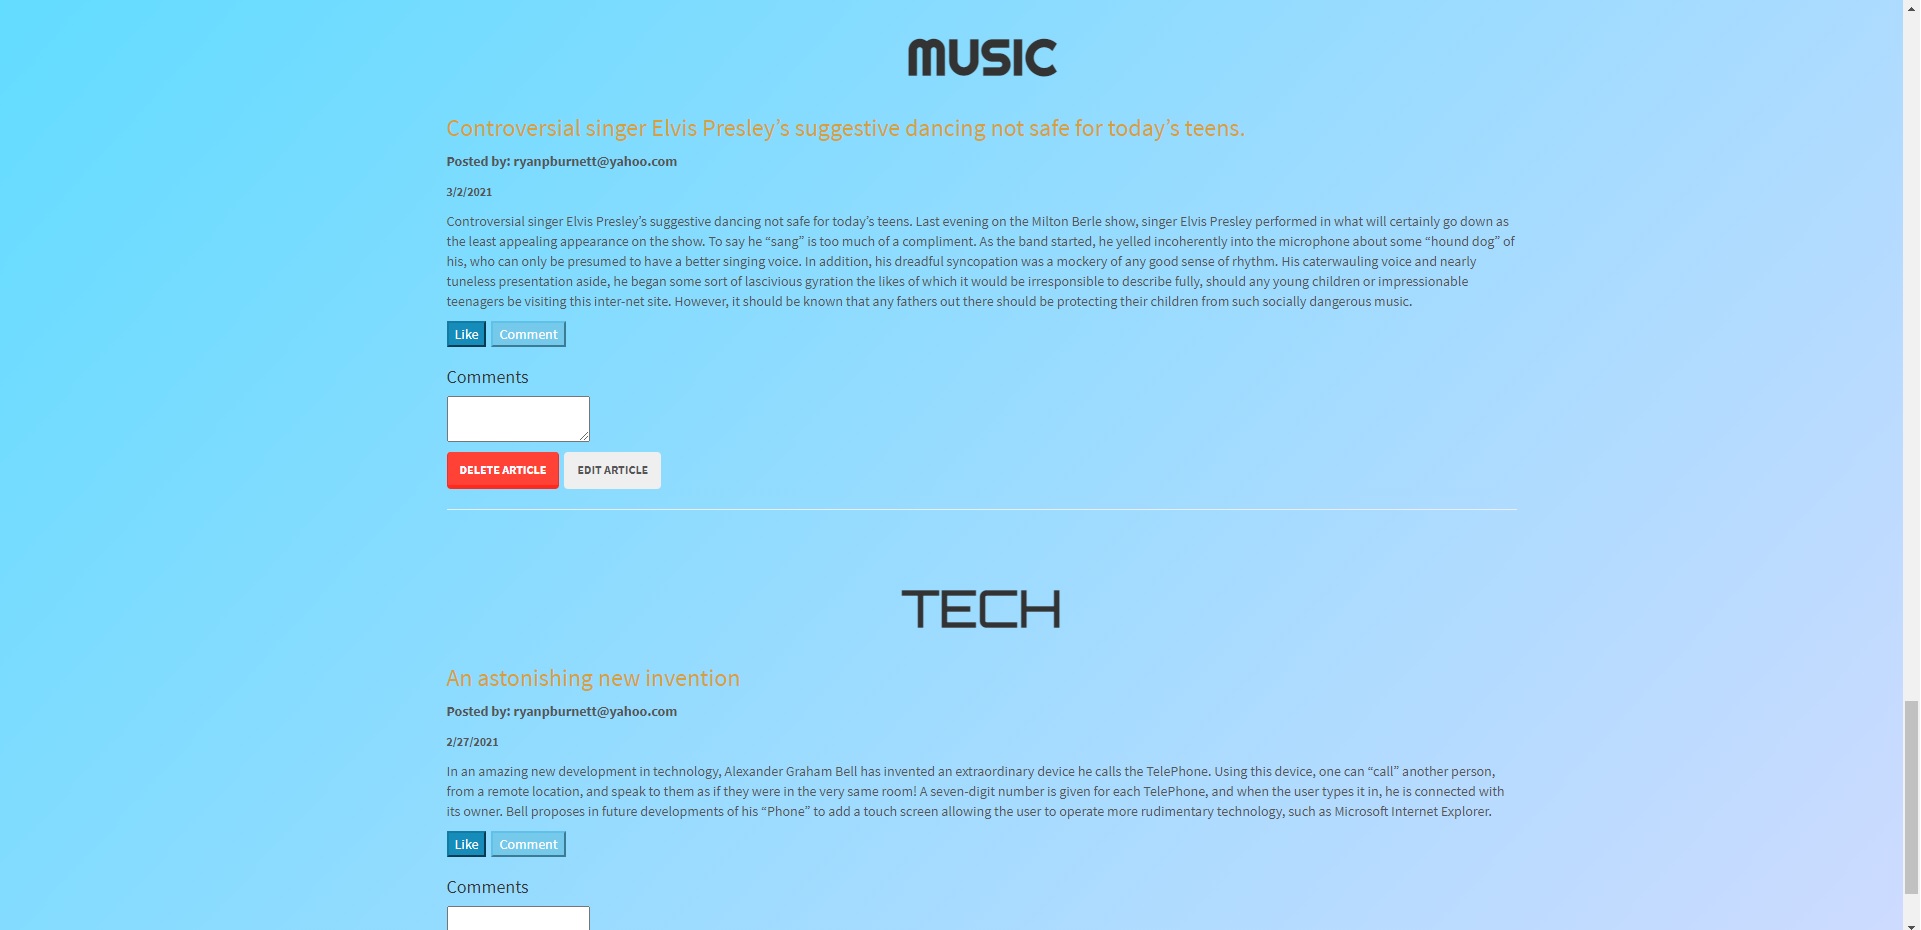 MUSIC
Controversial singer Elvis Presley’s suggestive dancing not safe for today’s teens.
Posted by: ryanpburnett@yahoo.com
3/2/2021
Controversial singer Elvis Presley’s suggestive dancing not safe for today’s teens. Last evening on the Milton Berle show, singer Elvis Presley performed in what will certainly go down as
the least appealing appearance on the show. To say he “sang” is too much of a compliment. As the band started, he yelled incoherently into the microphone about some “hound dog” of
his, who can only be presumed to have a better singing voice. In addition, his dreadful syncopation was a mockery of any good sense of rhythm. His caterwauling voice and nearly
tuneless presentation aside, he began some sort of lascivious gyration the likes of which it would be irresponsible to describe fully, should any young children or impressionable
teenagers be visiting this inter-net site. However, it should be known that any fathers out there should be protecting their children from such socially dangerous music.
Like Comment
Comments
DELETE ARTICLE EDIT ARTICLE
TECH
An astonishing new invention
Posted by: ryanpburnett@yahoo.com
2/27/2021
In an amazing new development in technology, Alexander Graham Bell has invented an extraordinary device he calls the TelePhone. Using this device, one can “call” another person,
from a remote location, and speak to them as if they were in the very same room! A seven-digit number is given for each TelePhone, and when the user types it in, he is connected with
its owner. Bell proposes in future developments of his “Phone” to add a touch screen allowing the user to operate more rudimentary technology, such as Microsoft Internet Explorer.
Like Comment
Comments